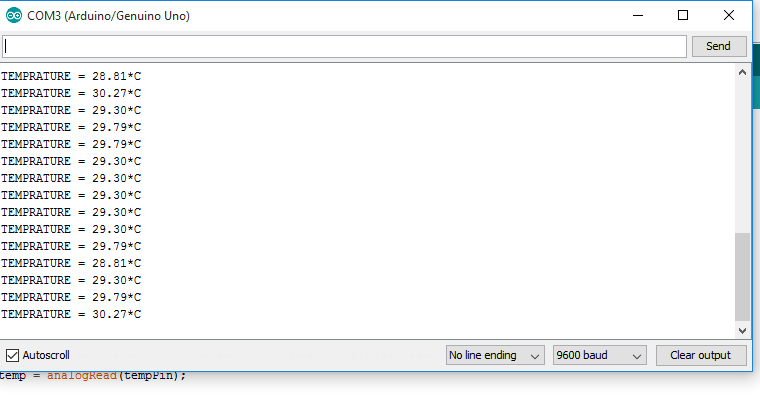 COM3 (Arduino/Genuino Uno)
Send
TEMPRATURE = 28.81*C
TEMPRATURE = 30.27*C
TEMPRATURE = 29.30*C
TEMPRATURE = 29.79*C
TEMPRATURE = 29.79*C
TEMPRATURE = 29.30*C
TEMPRATURE = 29.30*C
TEMPRATURE = 29.30*C
TEMPRATURE = 29.30*C
TEMPRATURE = 29.30*C
TEMPRATURE = 29.79*C
TEMPRATURE = 28.81*C
TEMPRATURE = 29.30*C
TEMPRATURE = 29.79*C
TEMPRATURE = 30.27*C
Autoscroll No line ending 9600 baud Clear output
temp = analogRead(tempPin);